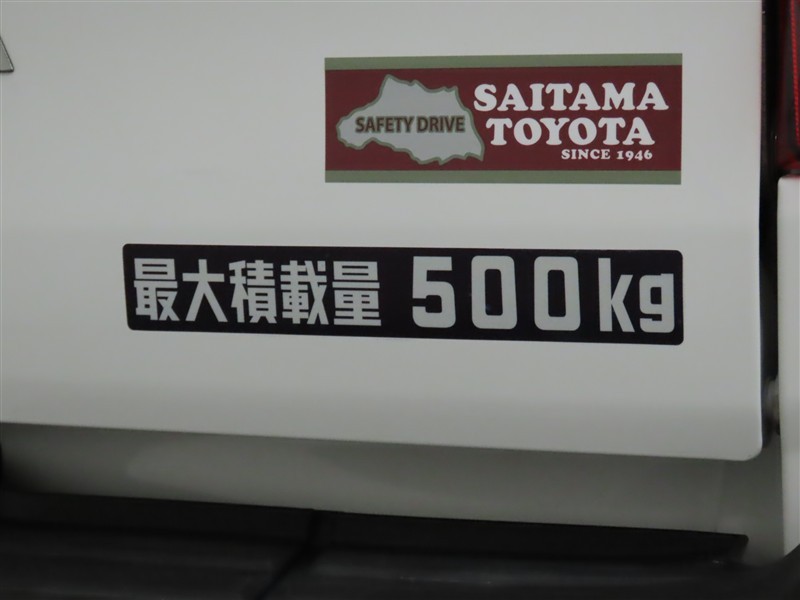 SAFETY DRIVE
SAITAMA
TOYOTA
SINCE 1946
最大積載量 500kg